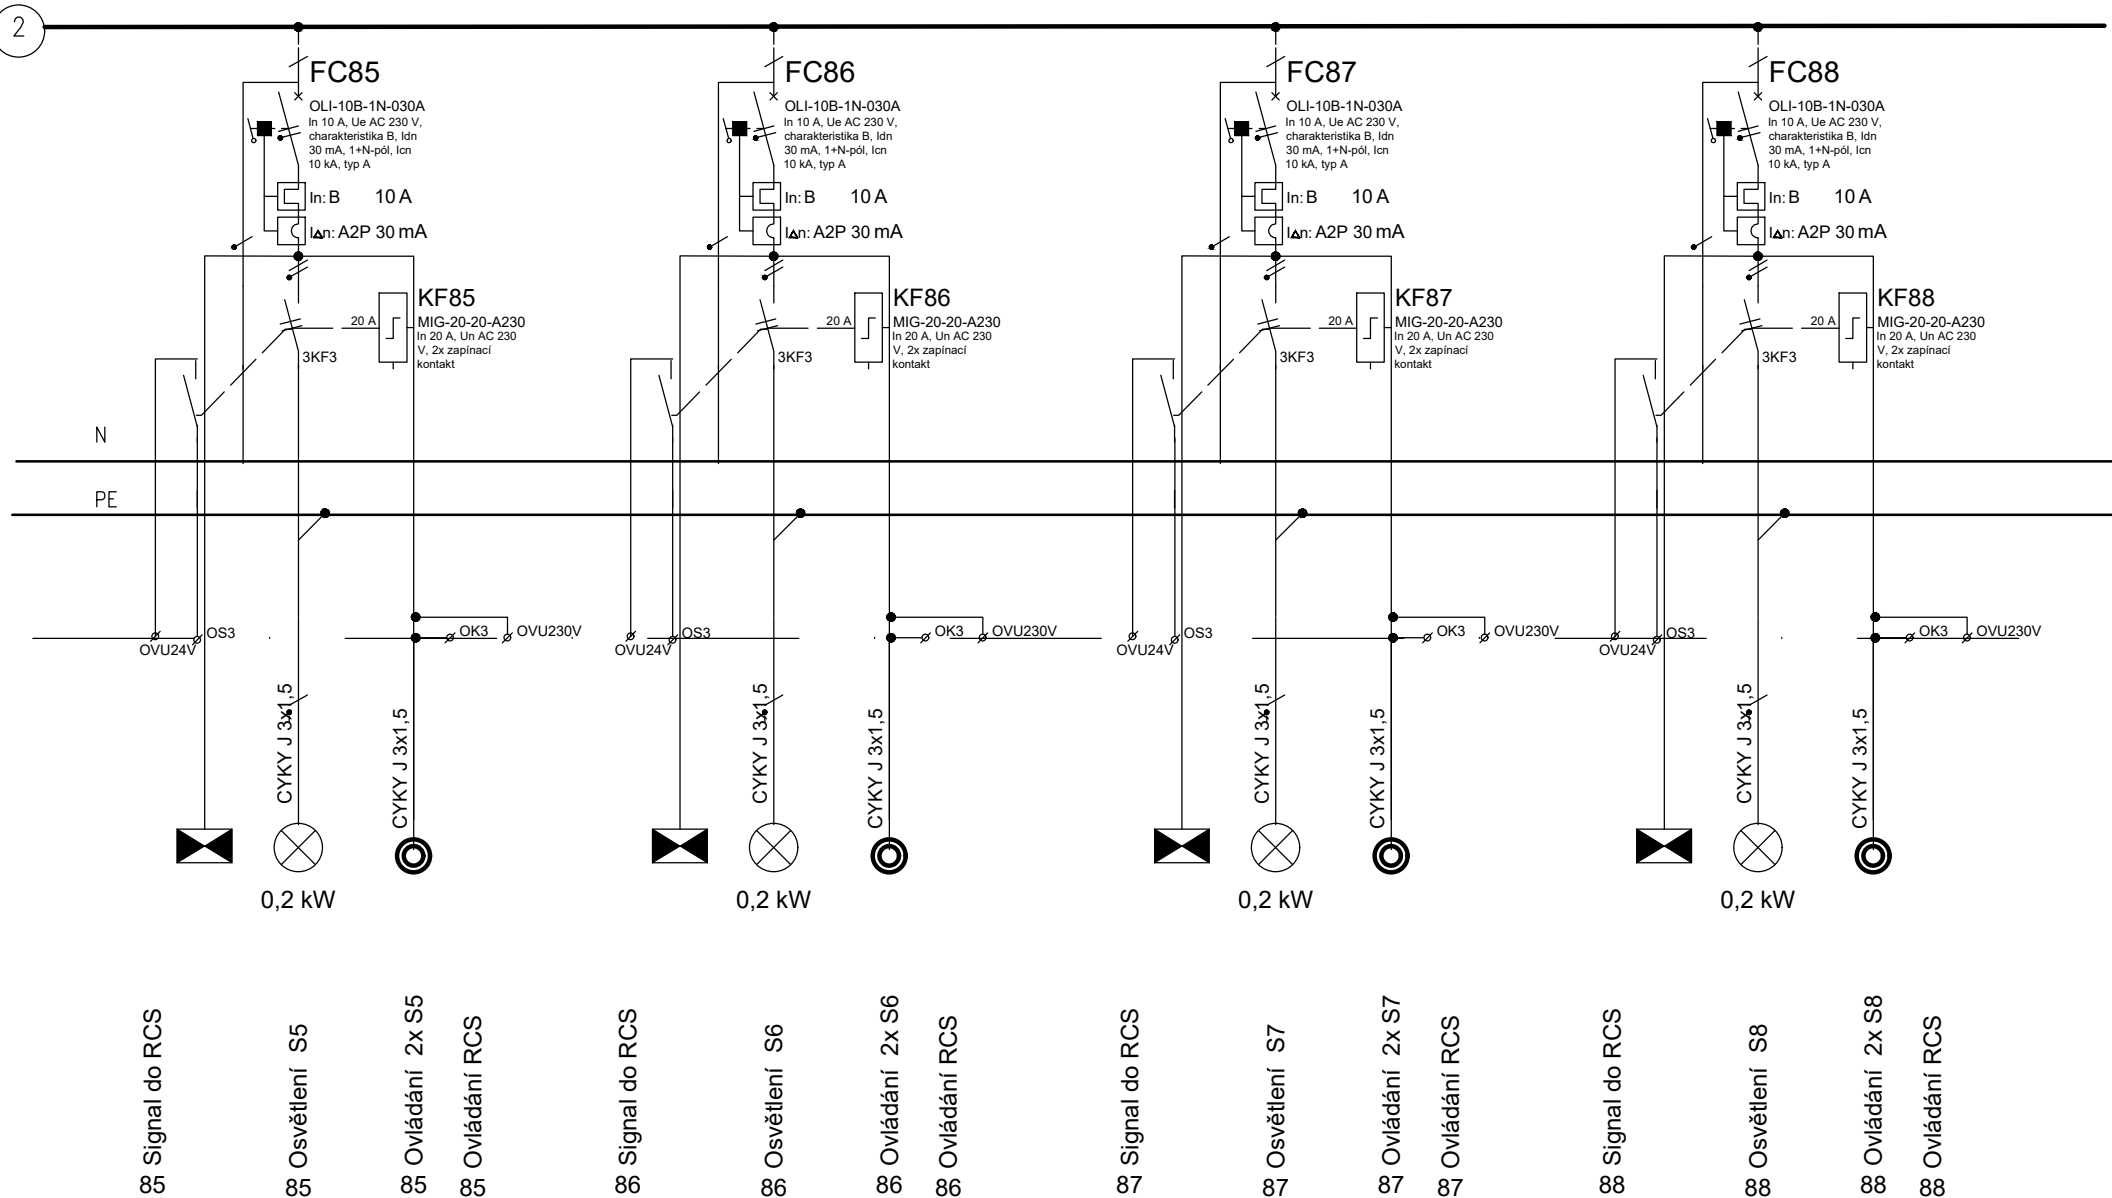 2
FC85
OLI-10B-1N-030A
In 10 A, Ue AC 230 V,
charakteristika B, Idn
30 mA, 1+N-pól, Icn
10 kA, typ A
In: B 10 A
I∆n: A2P 30 mA
KF85
MIG-20-20-A230
In 20 A, Un AC 230
V, 2x zapínací
kontakt
20 A
3KF3
FC86
OLI-10B-1N-030A
In 10 A, Ue AC 230 V,
charakteristika B, Idn
30 mA, 1+N-pól, Icn
10 kA, typ A
In: B 10 A
I∆n: A2P 30 mA
KF86
MIG-20-20-A230
In 20 A, Un AC 230
V, 2x zapínací
kontakt
20 A
3KF3
FC87
OLI-10B-1N-030A
In 10 A, Ue AC 230 V,
charakteristika B, Idn
30 mA, 1+N-pól, Icn
10 kA, typ A
In: B 10 A
I∆n: A2P 30 mA
KF87
MIG-20-20-A230
In 20 A, Un AC 230
V, 2x zapínací
kontakt
20 A
3KF3
FC88
OLI-10B-1N-030A
In 10 A, Ue AC 230 V,
charakteristika B, Idn
30 mA, 1+N-pól, Icn
10 kA, typ A
In: B 10 A
I∆n: A2P 30 mA
KF88
MIG-20-20-A230
In 20 A, Un AC 230
V, 2x zapínací
kontakt
20 A
3KF3
N
PE
OVU24V
OS3
OK3
OVU230V
OVU24V
OS3
OK3
OVU230V
OVU24V
OS3
OK3
OVU230V
OVU24V
OS3
OK3
OVU230V
CYKY J 3x1,5
CYKY J 3x1,5
CYKY J 3x1,5
CYKY J 3x1,5
CYKY J 3x1,5
CYKY J 3x1,5
CYKY J 3x1,5
CYKY J 3x1,5
0,2 kW
0,2 kW
0,2 kW
0,2 kW
Signal do RCS
85
Osvětlení S5
85
Ovládání 2x S5
85
Ovládání RCS
85
Signal do RCS
86
Osvětlení S6
86
Ovládání 2x S6
86
Ovládání RCS
86
Signal do RCS
87
Osvětlení S7
87
Ovládání 2x S7
87
Ovládání RCS
87
Signal do RCS
88
Osvětlení S8
88
Ovládání 2x S8
88
Ovládání RCS
88